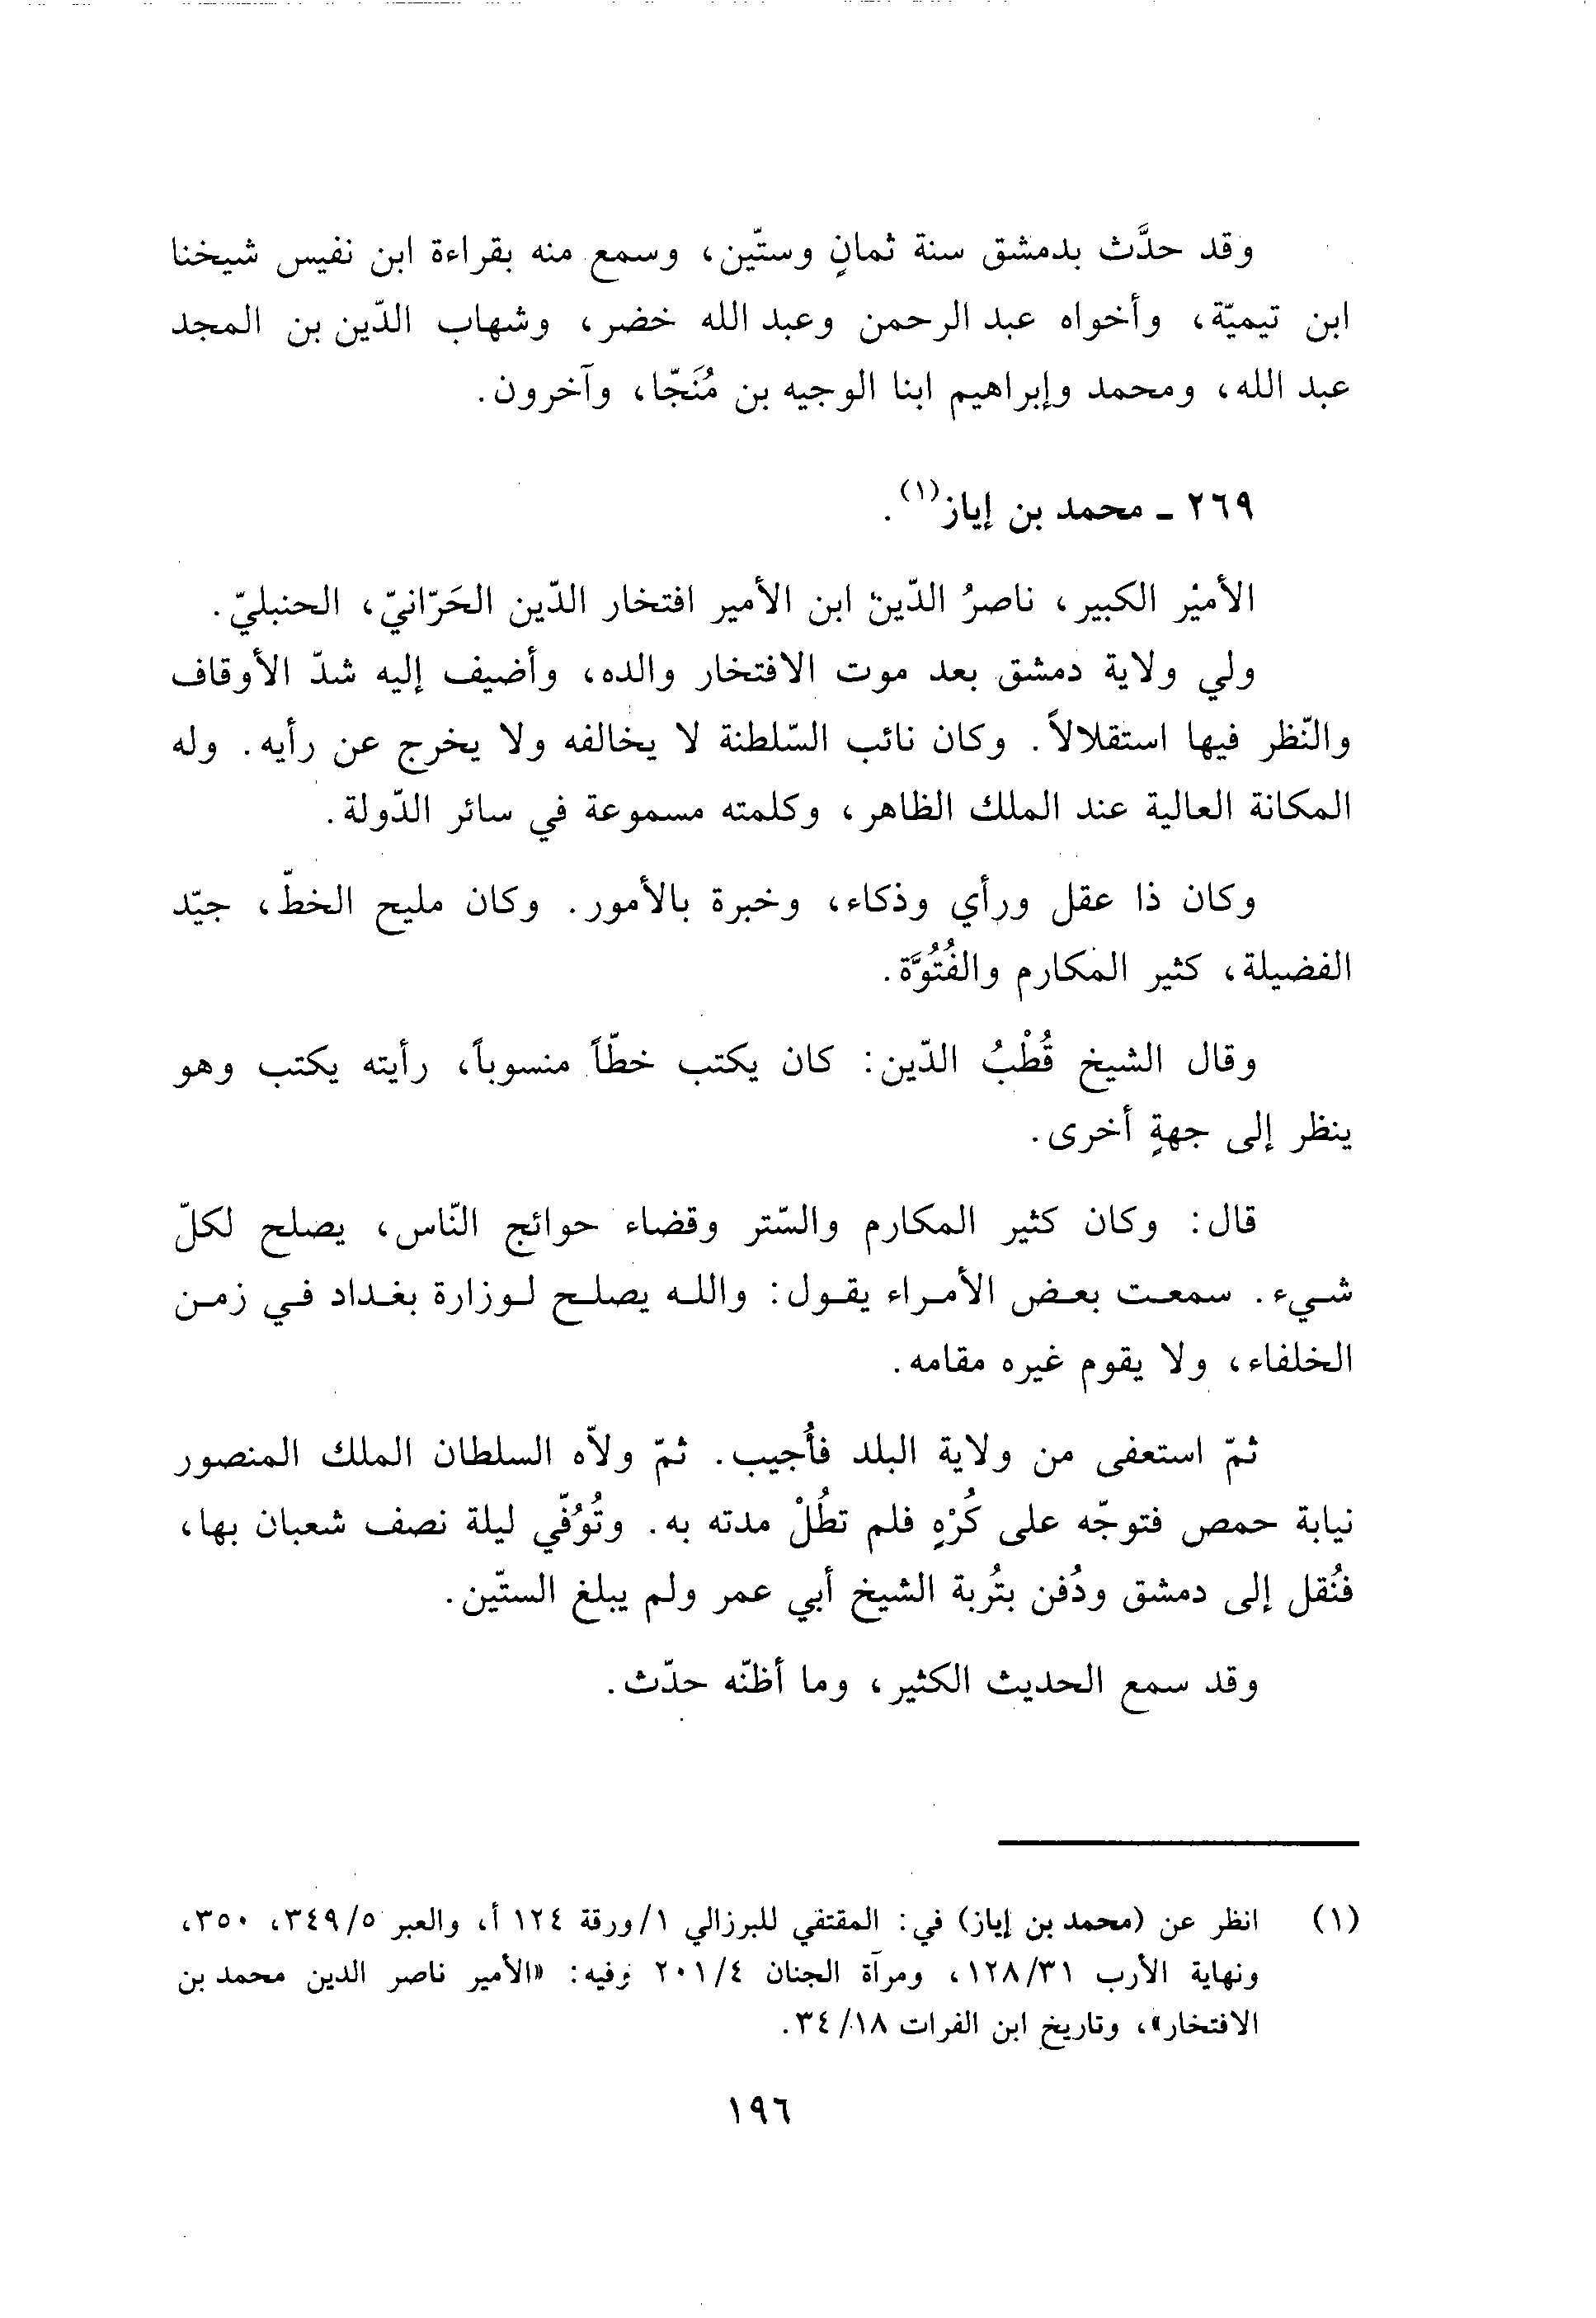 وقد حدَّث بدمشق سنة ثمانٍ وستّين، وسمع منه بقراءة ابن نفيس شيخنا
ابن تيميّة، وأخواه عبد الرحمن وعبد الله خضر، وشهاب الدّين بن المجد
عبد الله، ومحمد وإبراهيم ابنا الوجيه بن مُنَجّا، وآخرون.
٢٦٩ ـ محمد بن إياز(١).
الأميْر الكبير، ناصرُ الدّين ابن الأمير افتخار الدّين الحَرّانيّ، الحنبليّ.
ولي ولاية دمشق بعد موت الافتخار والده، وأضيف إليه شدّ الأوقاف
والنّظر فيها استقلالاً. وكان نائب السّلطنة لا يخالفه ولا يخرج عن رأيه. وله
المكانة العالية عند الملك الظاهر، وكلمته مسموعة في سائر الدّولة.
وكان ذا عقل ورأي وذكاء، وخبرة بالأمور. وكان مليح الخطّ، جيّد
الفضيلة، كثير المكارم والفُتُوَّة.
وقال الشيخ قُطْبُ الدّين: كان يكتب خطّاً منسوباً، رأيته يكتب وهو
ينظر إلى جهةٍ أخرى.
قال: وكان كثير المكارم والسّتر وقضاء حوائج النّاس، يصلح لكلّ
شيء. سمعت بعض الأمراء يقول: والله يصلح لوزارة بغداد في زمن
الخلفاء، ولا يقوم غيره مقامه.
ثمّ استعفى من ولاية البلد فأُجيب. ثمّ ولاّه السلطان الملك المنصور
نيابة حمص فتوجّه على كُرْهٍ فلم تطُلْ مدته به. وتُوُفّي ليلة نصف شعبان بها،
فنُقل إلى دمشق ودُفن بتُربة الشيخ أبي عمر ولم يبلغ الستّين.
وقد سمع الحديث الكثير، وما أظنّه حدّث.
(١) انظر عن (محمد بن إياز) في: المقتفي للبرزالي ١/ورقة ١٢٤ أ، والعبر ٣٤٩/٥، ٣٥٠،
ونهاية الأرب ١٢٨/٣١، ومرآة الجنان ٢٠١/٤ وفيه: «الأمير ناصر الدين محمد بن
الافتخار»، وتاريخ ابن الفرات ٣٤/١٨.
١٩٦